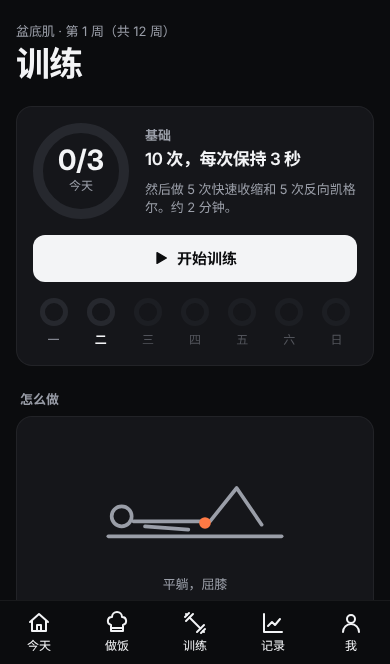 盆底肌 · 第 1 周（共 12 周）
训练
0/3
今天
基础
10 次，每次保持 3 秒
然后做 5 次快速收缩和 5 次反向凯格
尔。约 2 分钟。
开始训练
一 二 三 四 五 六 日
怎么做
平躺，屈膝
今天 做饭 训练 记录 我